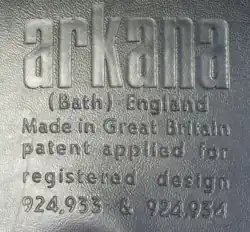 arkana
(Bath) England
Made in Great Britain
patent applied for
registered design
924,933 & 924,934